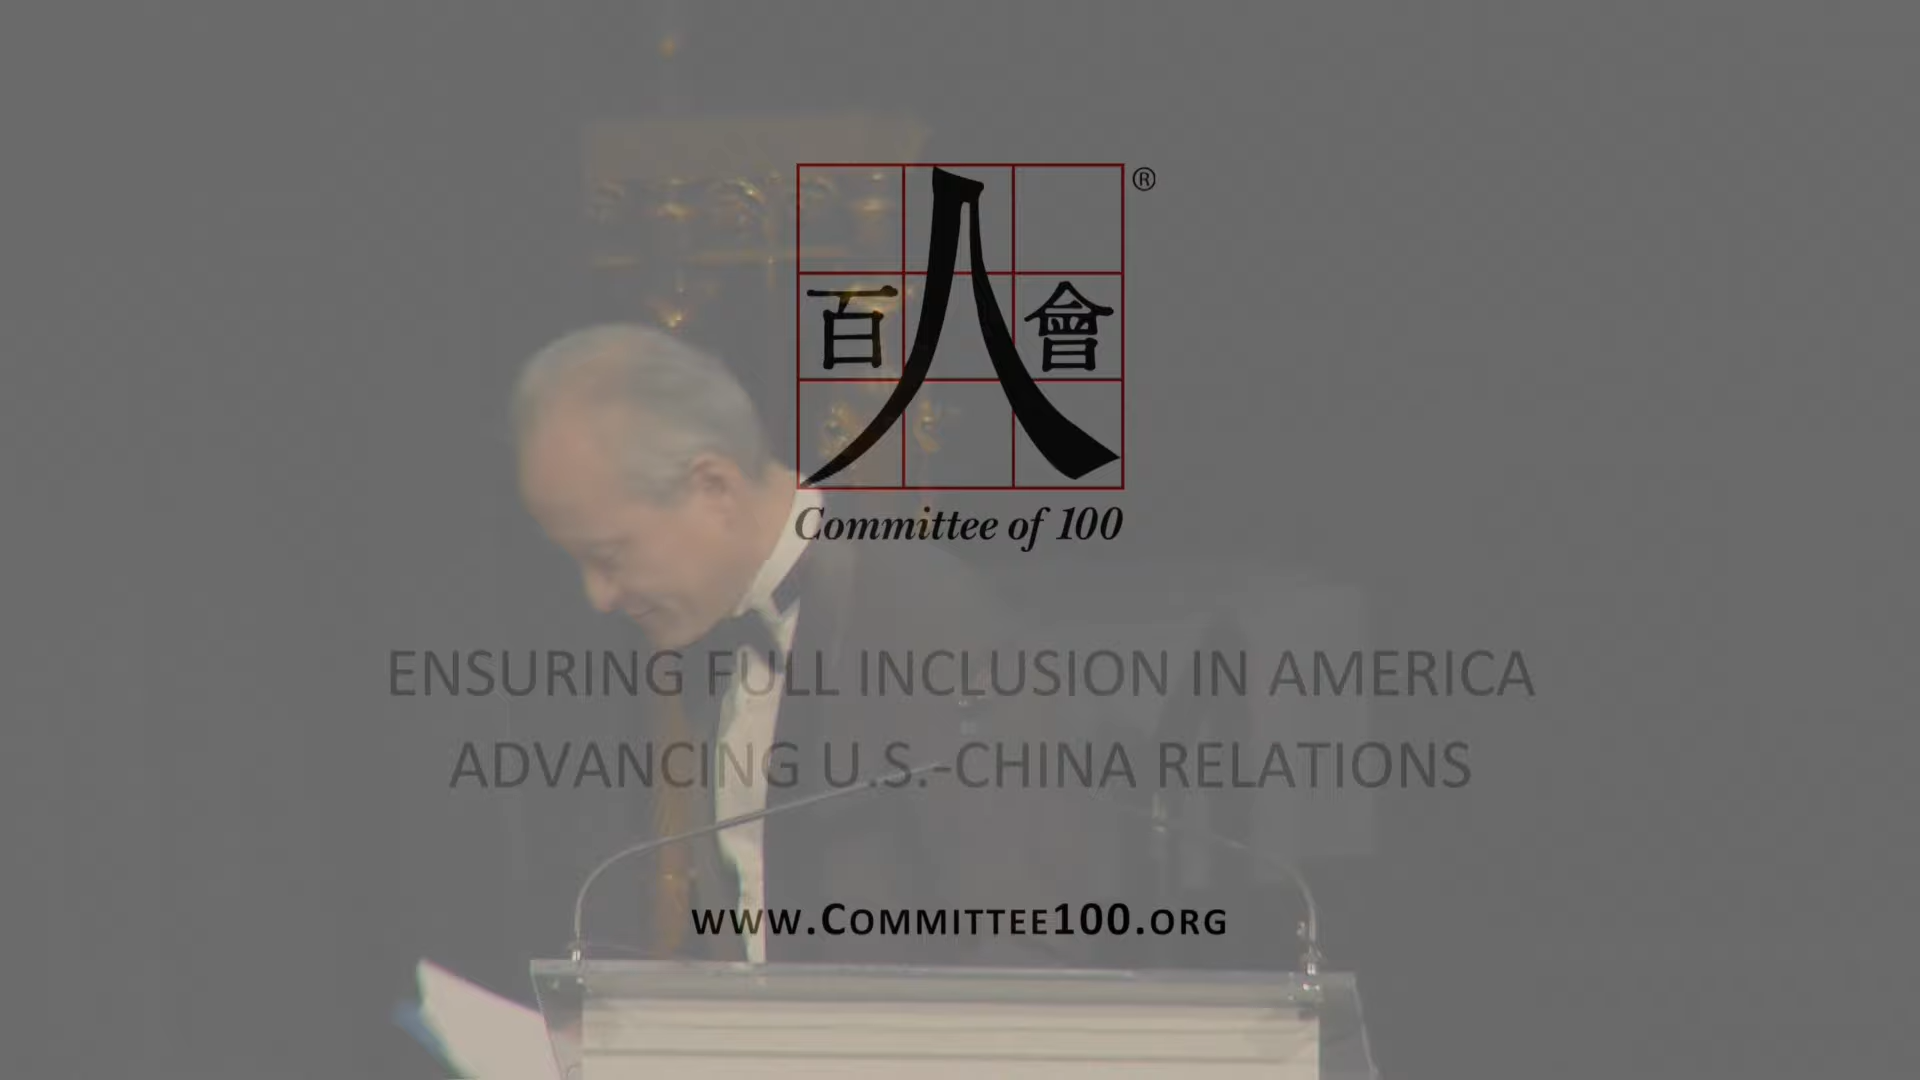 百人會®
Committee of 100
ENSURING FULL INCLUSION IN AMERICA
ADVANCING U.S.-CHINA RELATIONS
WWW.COMMITTEE100.ORG